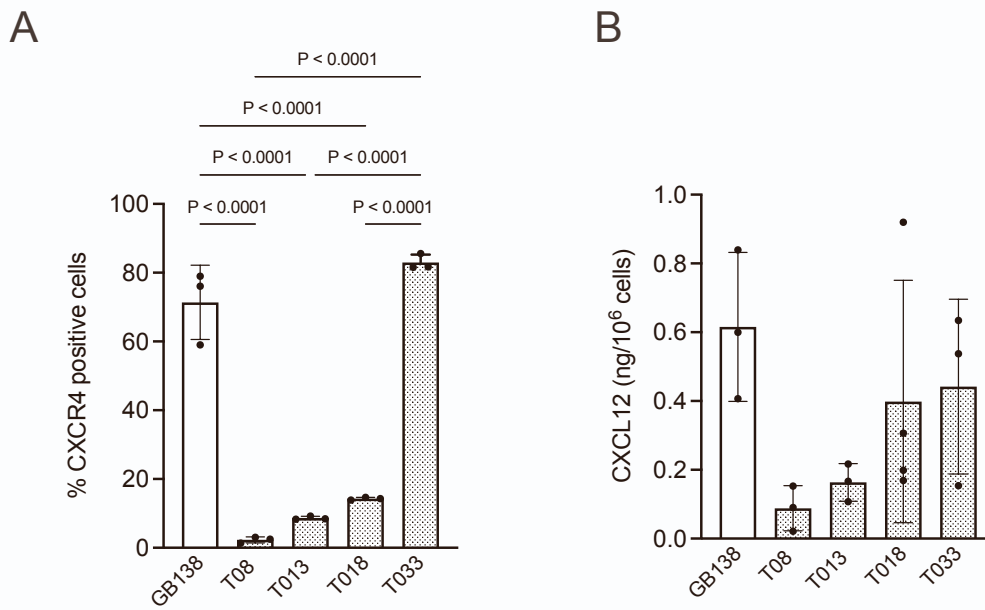 A
P < 0.0001
P < 0.0001
P < 0.0001 P < 0.0001
P < 0.0001 P < 0.0001
% CXCR4 positive cells
100
80
60
40
20
0
GB138 T08 T013 T018 T033
B
CXCL12 (ng/10⁶ cells)
1.0
0.8
0.6
0.4
0.2
0.0
GB138 T08 T013 T018 T033